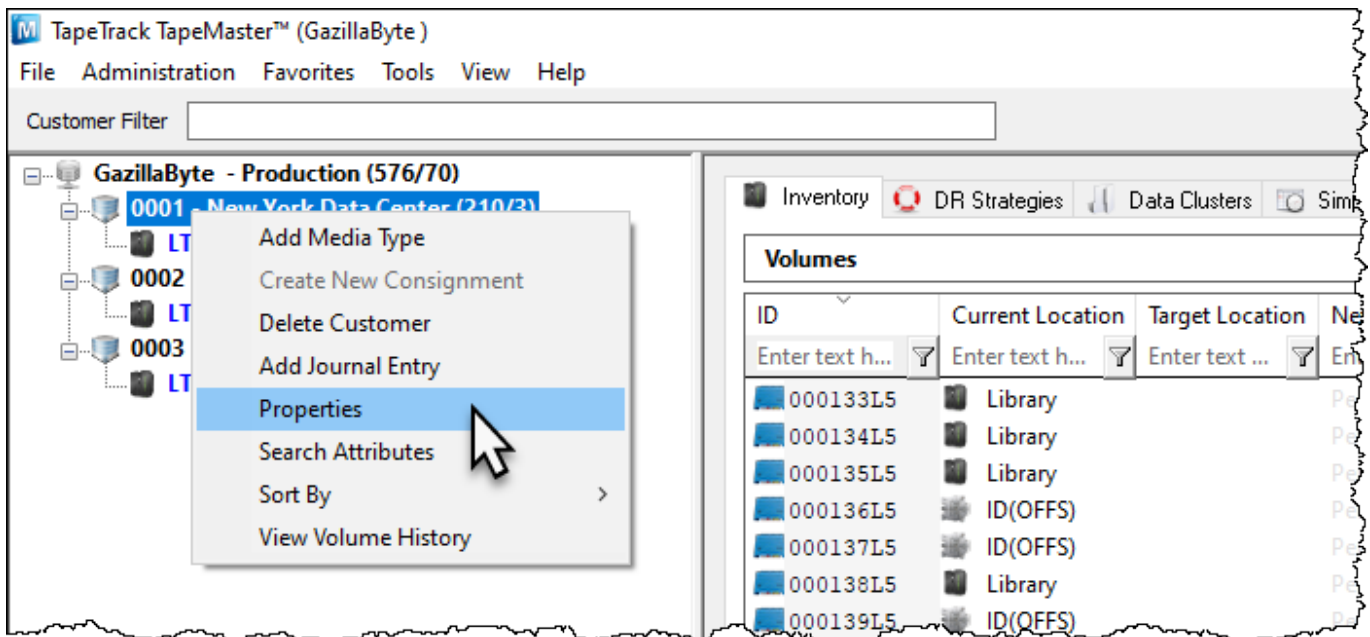 TapeTrack TapeMaster™ (GazillaByte )
File Administration Favorites Tools View Help
Customer Filter
GazillaByte - Production (576/70)
0001 - New York Data Center (210/3)
LT
0002
LT
0003
LT
Add Media Type
Create New Consignment
Delete Customer
Add Journal Entry
Properties
Search Attributes
Sort By
View Volume History
Inventory DR Strategies Data Clusters
Volumes
ID Current Location Target Location
Enter text h... Enter text h... Enter text ...
000133L5 Library
000134L5 Library
000135L5 Library
000136L5 ID(OFFS)
000137L5 ID(OFFS)
000138L5 Library
000139L5 ID(OFFS)